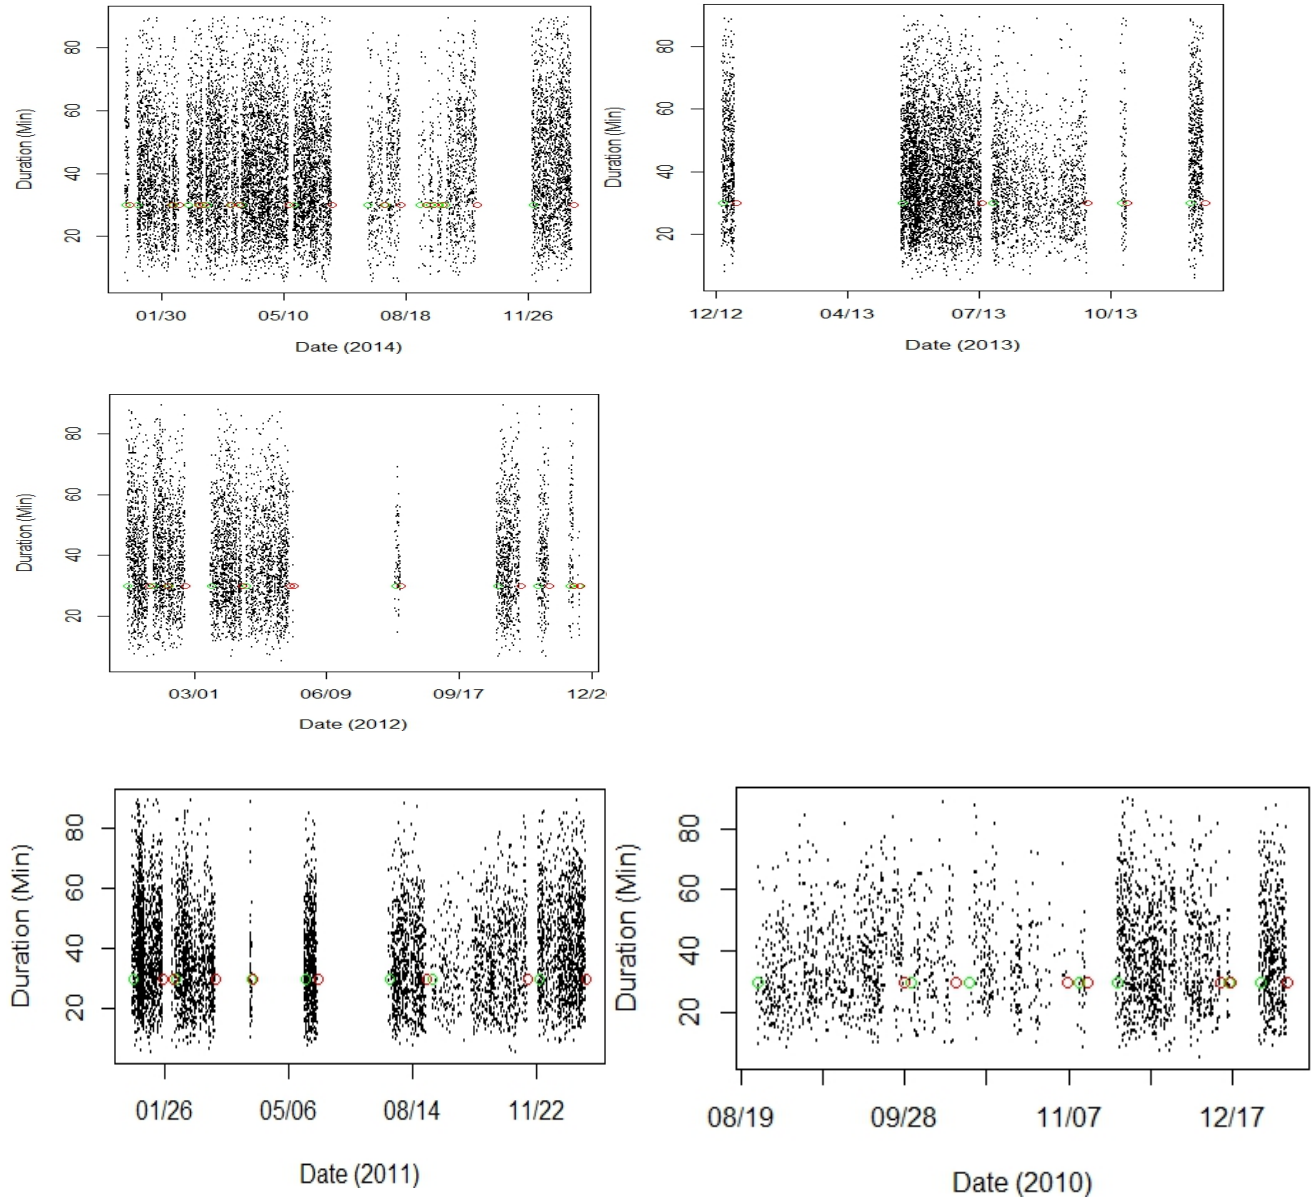 Duration (Min)
80
60
40
20
01/30 05/10 08/18 11/26
Date (2014)
Duration (Min)
80
60
40
20
12/12 04/13 07/13 10/13
Date (2013)
Duration (Min)
80
60
40
20
03/01 06/09 09/17 12/2
Date (2012)
Duration (Min)
80
60
40
20
01/26 05/06 08/14 11/22
Date (2011)
Duration (Min)
80
60
40
20
08/19 09/28 11/07 12/17
Date (2010)